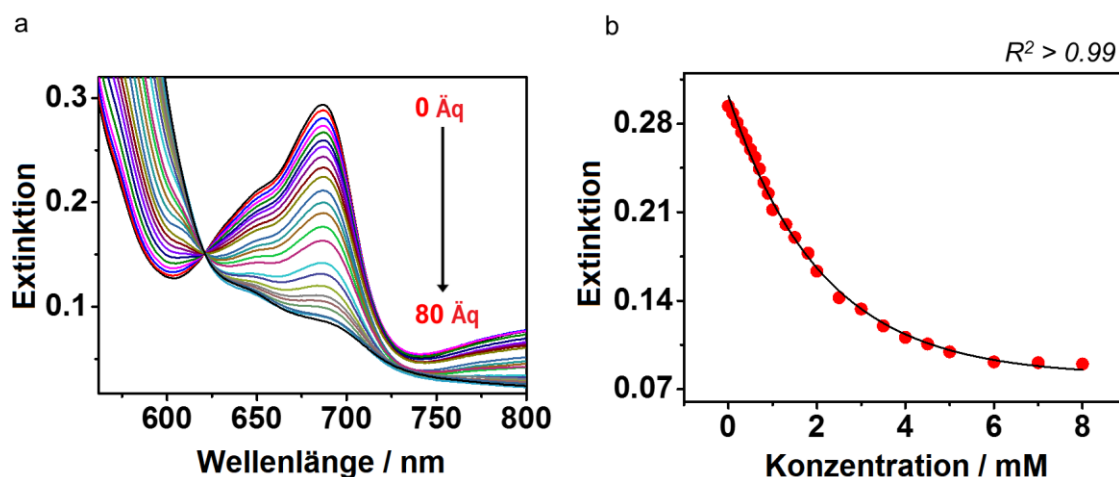 a
Extinktion
0.3
0.2
0.1
0 Äq
80 Äq
600
650
700
750
800
Wellenlänge / nm
b
R² > 0.99
Extinktion
0.28
0.21
0.14
0.07
0
2
4
6
8
Konzentration / mM